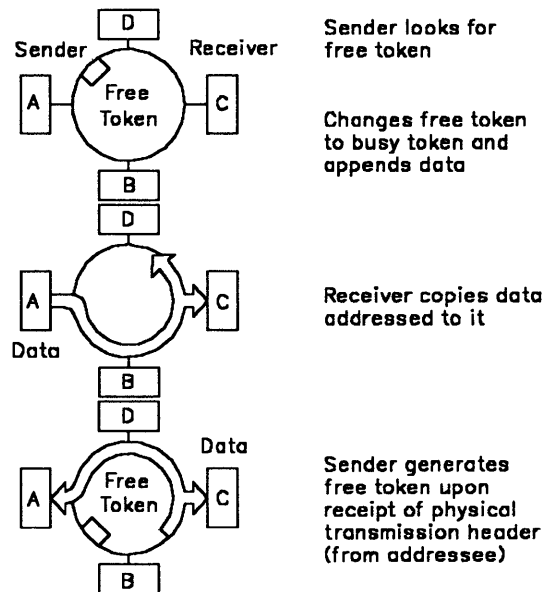 D
Sender
Receiver
A
Free
Token
C
B
Sender looks for
free token
Changes free token
to busy token and
appends data
D
A
C
Data
B
Receiver copies data
addressed to it
D
Data
A
Free
Token
C
B
Sender generates
free token upon
receipt of physical
transmission header
(from addressee)